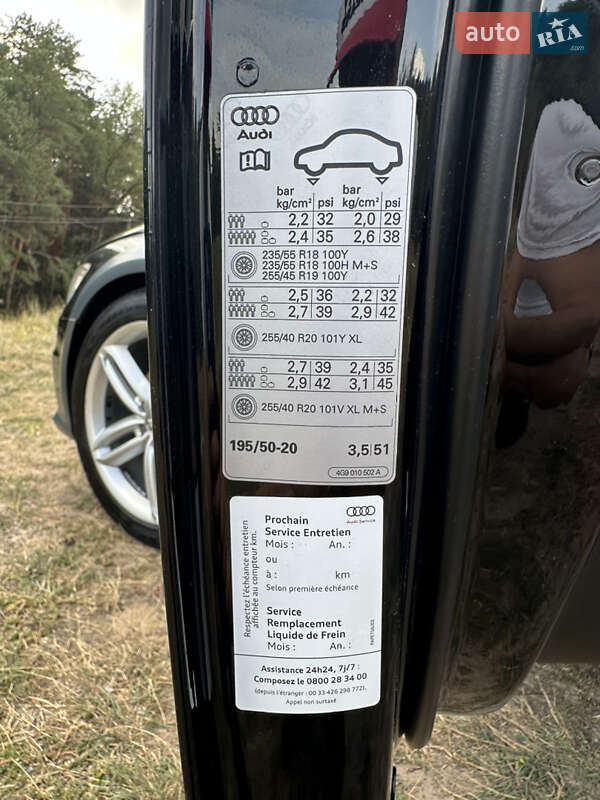 auto RIA .com
Audi
bar psi bar psi
kg/cm² kg/cm²
2,2 32 2,0 29
2,4 35 2,6 38
235/55 R18 100Y
235/55 R18 100H M+S
255/45 R19 100Y
2,5 36 2,2 32
2,7 39 2,9 42
255/40 R20 101Y XL
2,7 39 2,4 35
2,9 42 3,1 45
255/40 R20 101V XL M+S
195/50-20 3,5 51
4G9 010 502 A
Audi Service
Prochain
Service Entretien
Mois : An. :
ou
à : km
Selon première échéance
Respectez l'échéance entretien
affichée au compteur km.
Service
Remplacement
Liquide de Frein
Mois : An. :
Assistance 24h24, 7j/7 :
Composez le 0800 28 34 00
(depuis l'étranger : 00 33 426 298 772),
Appel non surtaxé